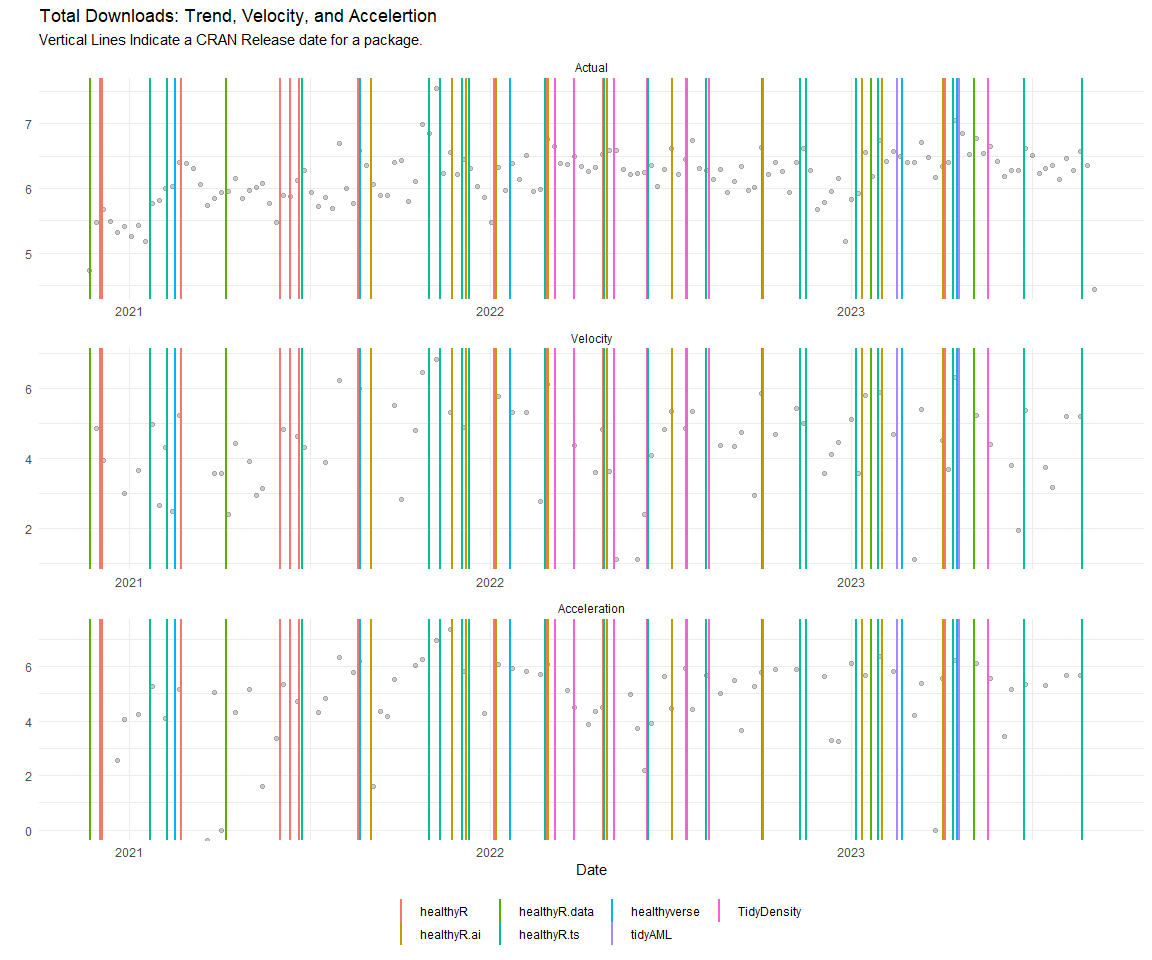 Total Downloads: Trend, Velocity, and Accelertion
Vertical Lines Indicate a CRAN Release date for a package.
Actual
7
6
5
2021 2022 2023
Velocity
6
4
2
2021 2022 2023
Acceleration
6
4
2
0
2021 2022 2023
Date
healthyR healthyR.data healthyverse TidyDensity
healthyR.ai healthyR.ts tidyAML